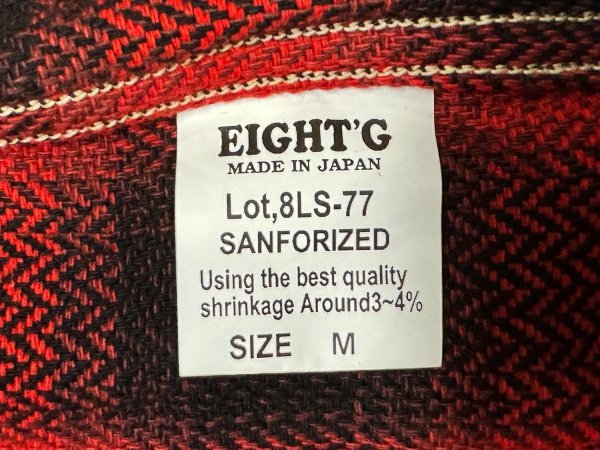 EIGHT'G
MADE IN JAPAN
Lot,8LS-77
SANFORIZED
Using the best quality
shrinkage Around3~4%
SIZE M